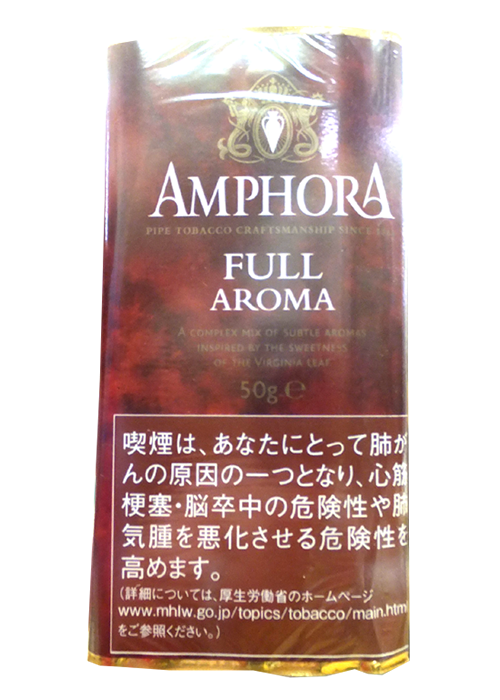 AMPHORA
PIPE TOBACCO CRAFTSMANSHIP SINCE
FULL
AROMA
A COMPLEX MIX OF SUBTLE AROMAS
INSPIRED BY THE SWEETNESS
OF THE VIRGINIA LEAF
50g ℮
喫煙は、あなたにとって肺が
んの原因の一つとなり、心筋
梗塞・脳卒中の危険性や肺
気腫を悪化させる危険性を
高めます。
(詳細については、厚生労働省のホームページ
www.mhlw.go.jp/topics/tobacco/main.html
をご参照ください。)